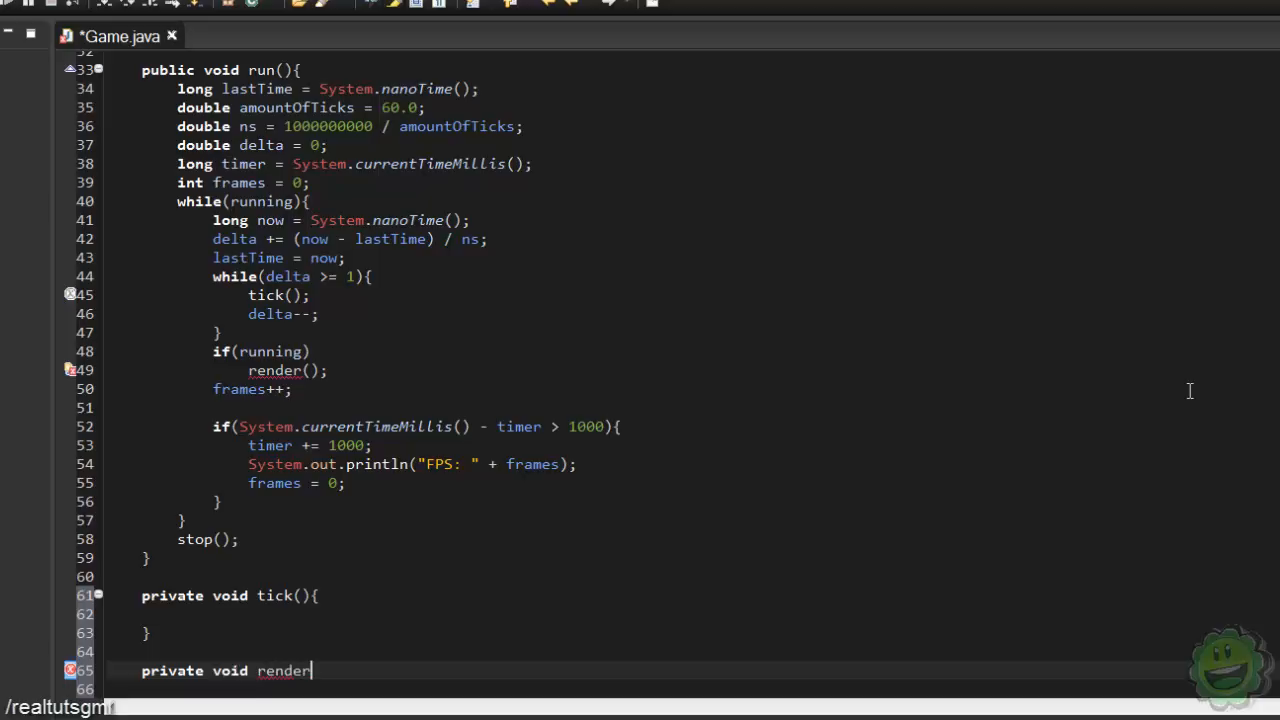 *Game.java
32
33 public void run(){
34 long lastTime = System.nanoTime();
35 double amountOfTicks = 60.0;
36 double ns = 1000000000 / amountOfTicks;
37 double delta = 0;
38 long timer = System.currentTimeMillis();
39 int frames = 0;
40 while(running){
41 long now = System.nanoTime();
42 delta += (now - lastTime) / ns;
43 lastTime = now;
44 while(delta >= 1){
45 tick();
46 delta--;
47 }
48 if(running)
49 render();
50 frames++;
51
52 if(System.currentTimeMillis() - timer > 1000){
53 timer += 1000;
54 System.out.println("FPS: " + frames);
55 frames = 0;
56 }
57 }
58 stop();
59 }
60
61 private void tick(){
62
63 }
64
65 private void render
66
/realtutsgml